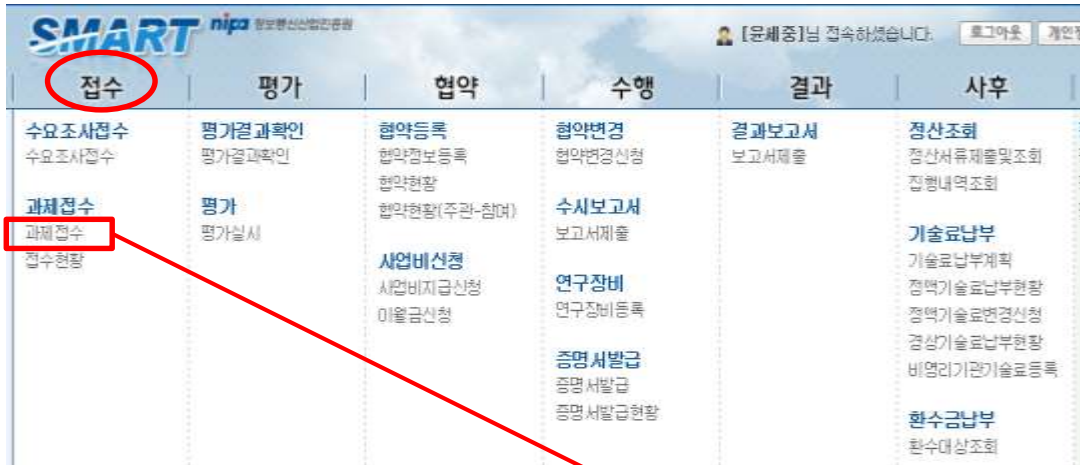 SMART nipa 정보통신산업진흥원
[윤세중]님 접속하셨습니다. 로그아웃 개인정
접수 평가 협약 수행 결과 사후
수요조사접수
수요조사접수
과제접수
과제접수
접수현황
평가결과확인
평가결과확인
평가
평가실시
협약등록
협약정보등록
협약현황
협약현황(주관-참여)
사업비신청
사업비지급신청
이월금신청
협약변경
협약변경신청
수시보고서
보고서제출
연구장비
연구장비등록
증명서발급
증명서발급
증명서발급현황
결과보고서
보고서제출
정산조회
정산서류제출및조회
집행내역조회
기술료납부
기술료납부계획
정액기술료납부현황
정액기술료변경신청
경상기술료납부현황
비영리기관기술료등록
환수금납부
환수대상조회